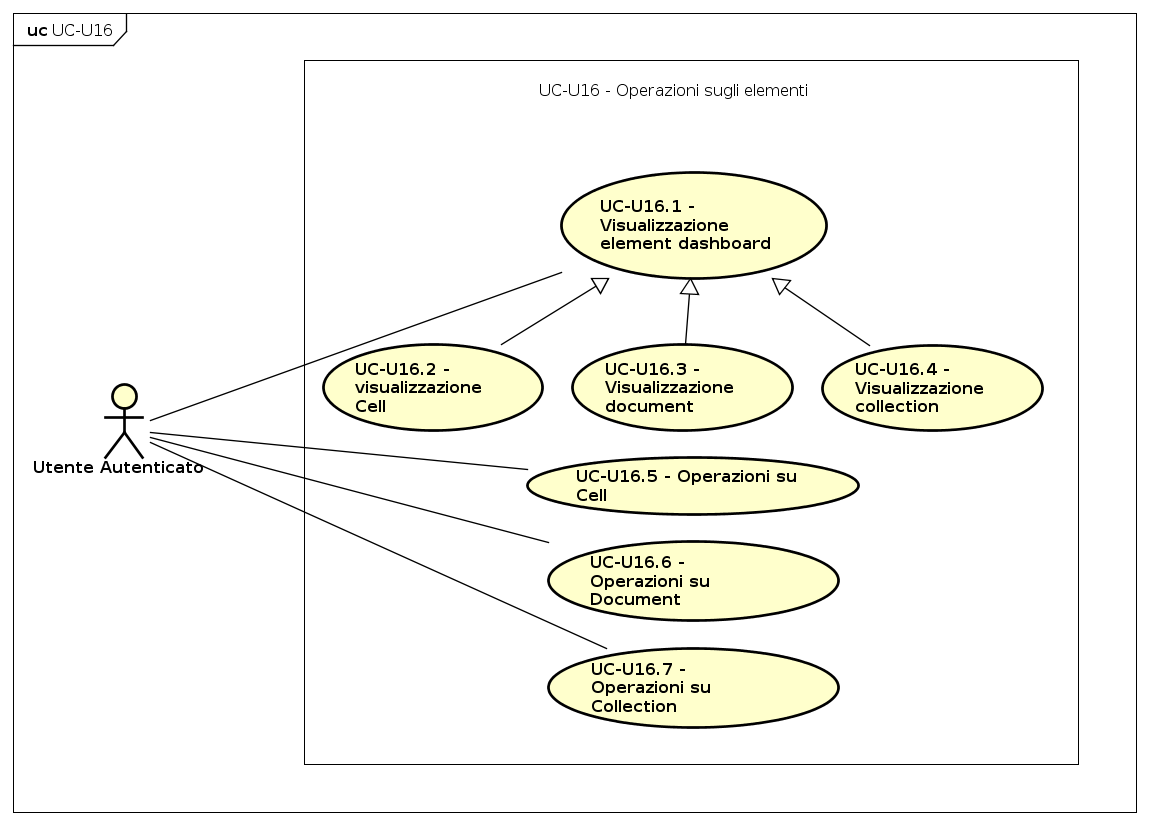 uc UC-U16
UC-U16 - Operazioni sugli elementi
UC-U16.1 -
Visualizzazione
element dashboard
UC-U16.2 -
visualizzazione
Cell
UC-U16.3 -
Visualizzazione
document
UC-U16.4 -
Visualizzazione
collection
Utente Autenticato
UC-U16.5 - Operazioni su
Cell
UC-U16.6 -
Operazioni su
Document
UC-U16.7 -
Operazioni su
Collection